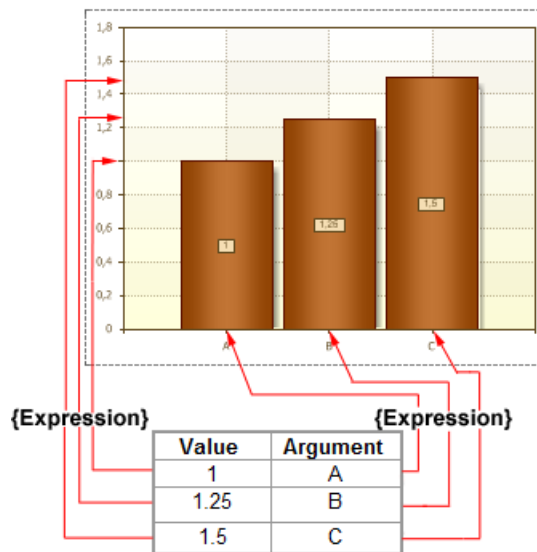 1,8
1,6
1,4
1,2
0,8
0,6
0,4
0,2
0
1
1,25
1,5
A B C
{Expression} {Expression}
Value Argument
1 A
1.25 B
1.5 C